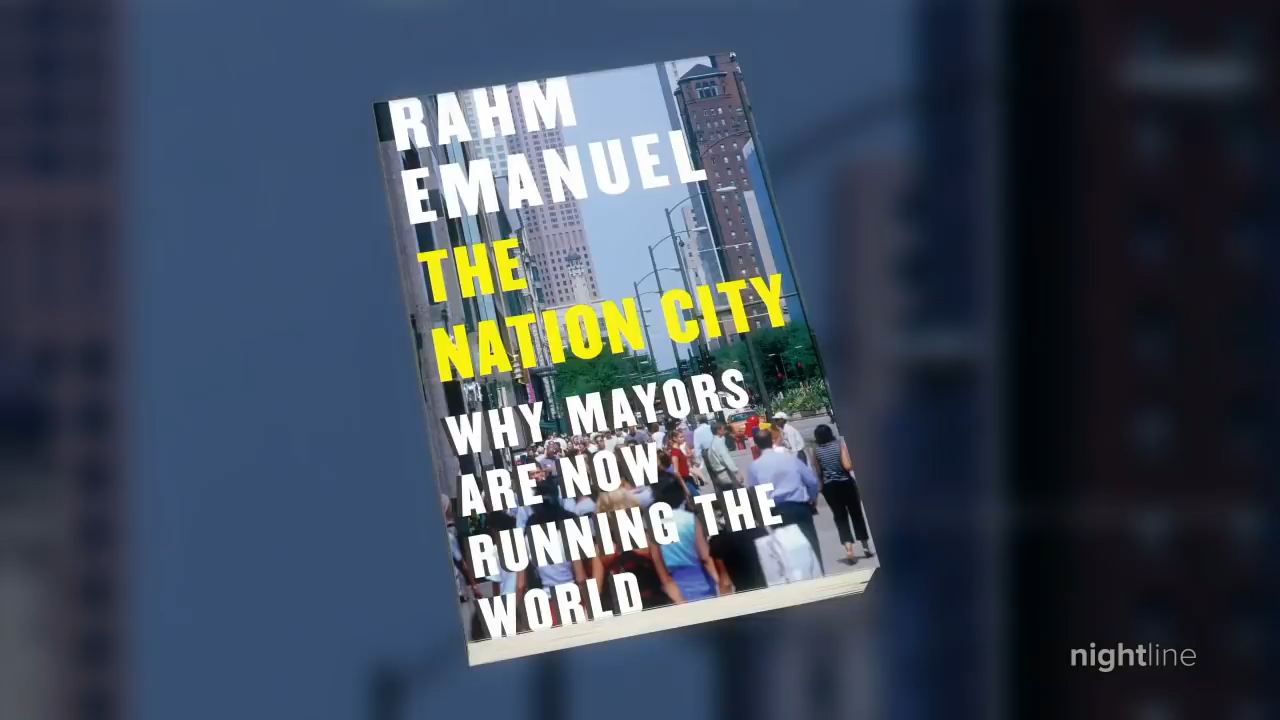 RAHM
EMANUEL
THE
NATION CITY
WHY MAYORS
ARE NOW
RUNNING THE
WORLD
nightline